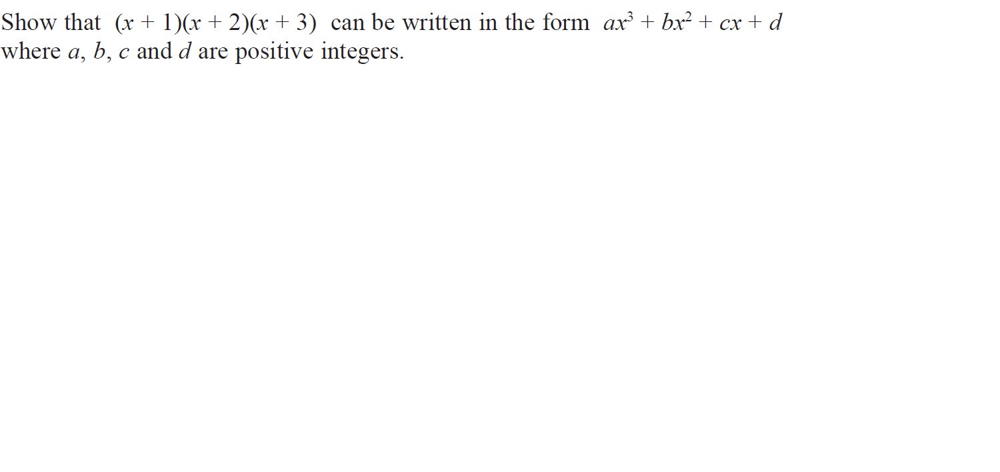 Show that (x + 1)(x + 2)(x + 3) can be written in the form ax³ + bx² + cx + d
where a, b, c and d are positive integers.